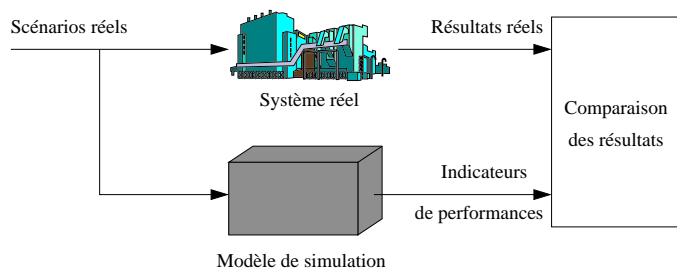 Scénarios réels
Résultats réels
Système réel
Comparaison
des résultats
Indicateurs
de performances
Modèle de simulation